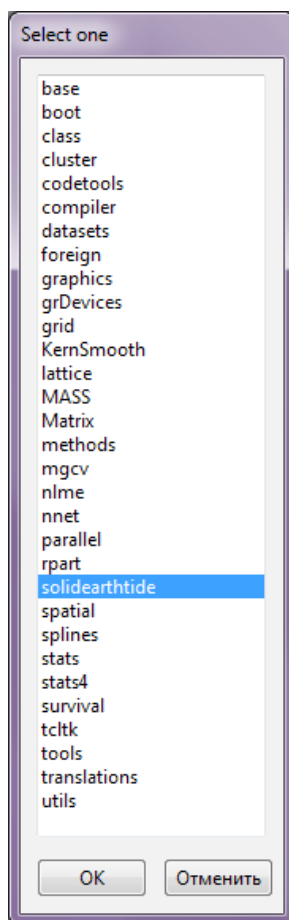 Select one
base
boot
class
cluster
codetools
compiler
datasets
foreign
graphics
grDevices
grid
KernSmooth
lattice
MASS
Matrix
methods
mgcv
nlme
nnet
parallel
rpart
solidearthtide
spatial
splines
stats
stats4
survival
tcltk
tools
translations
utils
OK Отменить